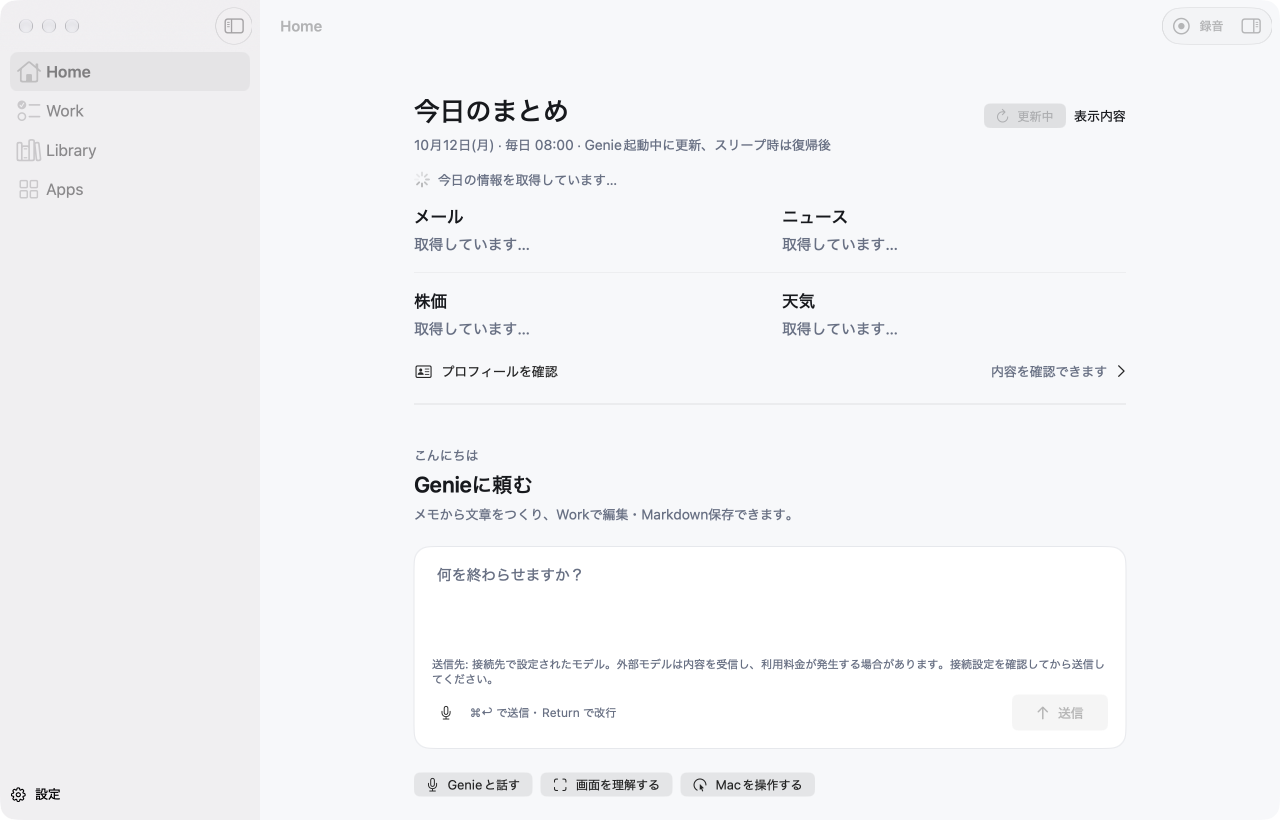 Home
録音
Home
Work
Library
Apps
設定
今日のまとめ
更新中
表示内容
10月12日(月) · 毎日 08:00 · Genie起動中に更新、スリープ時は復帰後
今日の情報を取得しています...
メール
取得しています...
ニュース
取得しています...
株価
取得しています...
天気
取得しています...
プロフィールを確認
内容を確認できます
こんにちは
Genieに頼む
メモから文章をつくり、Workで編集・Markdown保存できます。
何を終わらせますか？
送信先: 接続先で設定されたモデル。外部モデルは内容を受信し、利用料金が発生する場合があります。接続設定を確認してから送信し
てください。
⌘↩ で送信・Return で改行
送信
Genieと話す
画面を理解する
Macを操作する